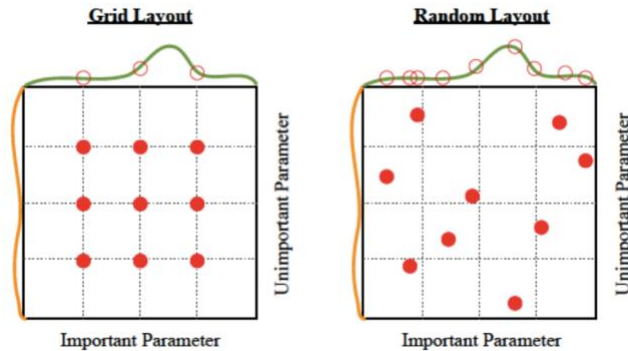 Grid Layout
Unimportant Parameter
Important Parameter
Random Layout
Unimportant Parameter
Important Parameter